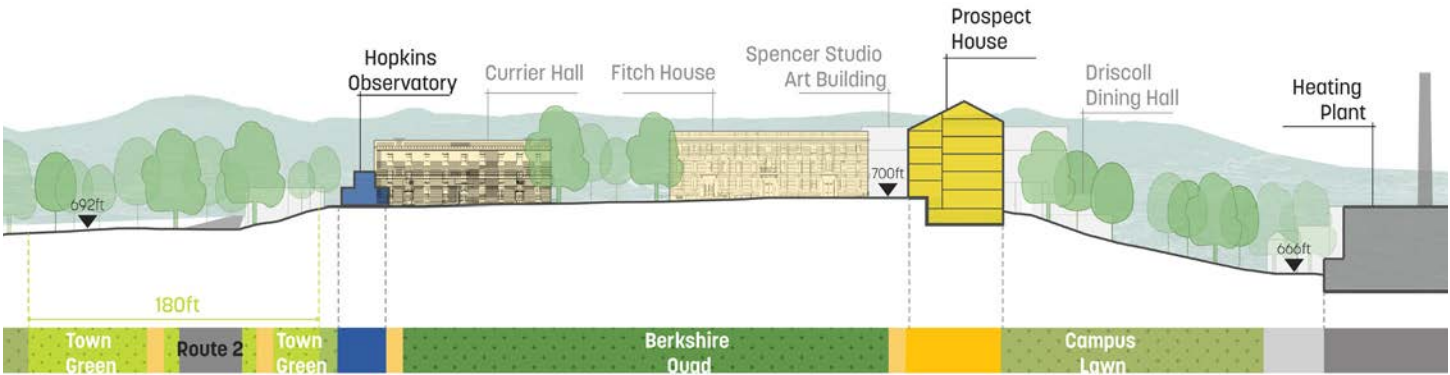 Prospect
House
Spencer Studio
Art Building
Hopkins
Observatory
Currier Hall
Fitch House
Driscoll
Dining Hall
Heating
Plant
700ft
692ft
666ft
180ft
Town
Green
Route 2
Town
Green
Berkshire
Quad
Campus
Lawn